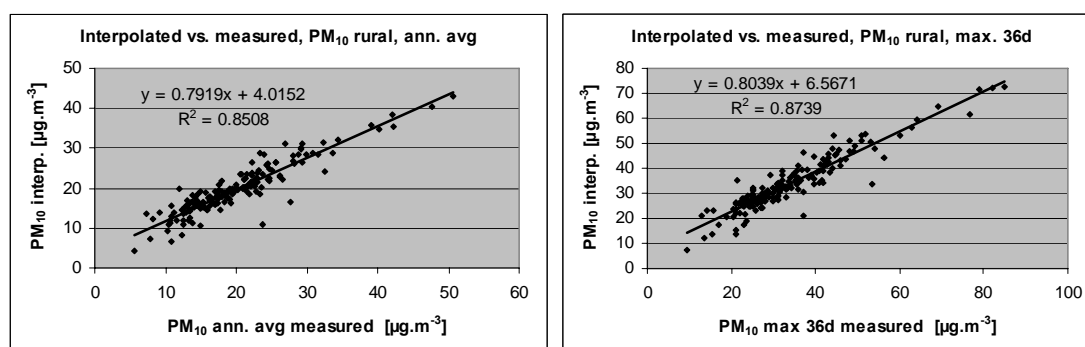 Interpolated vs. measured, PM₁₀ rural, ann. avg
y = 0.7919x + 4.0152
R² = 0.8508
PM₁₀ interp. [µg.m⁻³]
50
40
30
20
10
0
0 10 20 30 40 50 60
PM₁₀ ann. avg measured [µg.m⁻³]
Interpolated vs. measured, PM₁₀ rural, max. 36d
y = 0.8039x + 6.5671
R² = 0.8739
PM₁₀ interp. [µg.m⁻³]
80
70
60
50
40
30
20
10
0
0 20 40 60 80 100
PM₁₀ max 36d measured [µg.m⁻³]